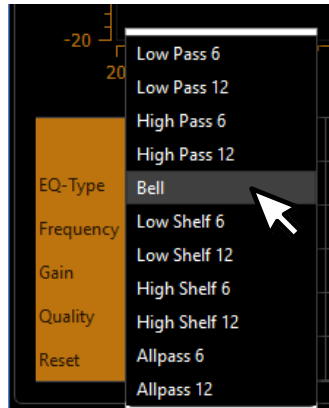 -20
20
Low Pass 6
Low Pass 12
High Pass 6
High Pass 12
EQ-Type
Bell
Frequency
Low Shelf 6
Low Shelf 12
Gain
High Shelf 6
Quality
High Shelf 12
Reset
Allpass 6
Allpass 12